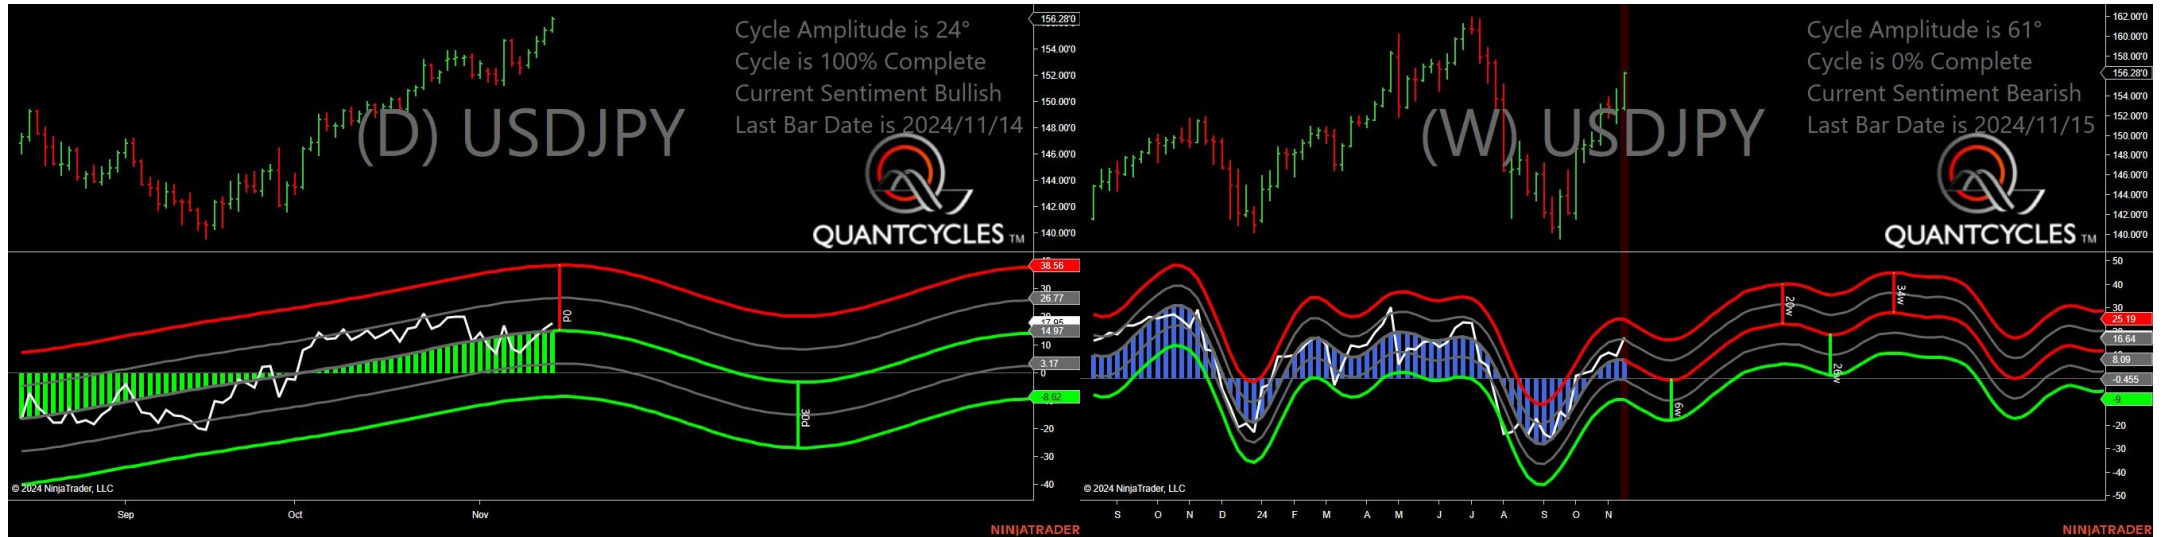 Cycle Amplitude is 24°
Cycle is 100% Complete
Current Sentiment Bullish
Last Bar Date is 2024/11/14
(D) USDJPY
QUANTCYCLES TM
156.28'0
154.00'0
152.00'0
150.00'0
148.00'0
146.00'0
144.00'0
142.00'0
140.00'0
38.56
30
26.77
17.95
14.97
10
3.17
0
-8.62
-20
-30
-40
0d
30d
© 2024 NinjaTrader, LLC
Sep Oct Nov
NINJATRADER
Cycle Amplitude is 61°
Cycle is 0% Complete
Current Sentiment Bearish
Last Bar Date is 2024/11/15
(W) USDJPY
QUANTCYCLES TM
162.00'0
160.00'0
158.00'0
156.28'0
154.00'0
152.00'0
150.00'0
148.00'0
146.00'0
144.00'0
142.00'0
140.00'0
50
40
30
25.19
16.64
8.09
-0.455
-9
-20
-30
-40
-50
6w
20w
26w
34w
© 2024 NinjaTrader, LLC
S O N D 24 F M A M J J A S O N
NINJATRADER